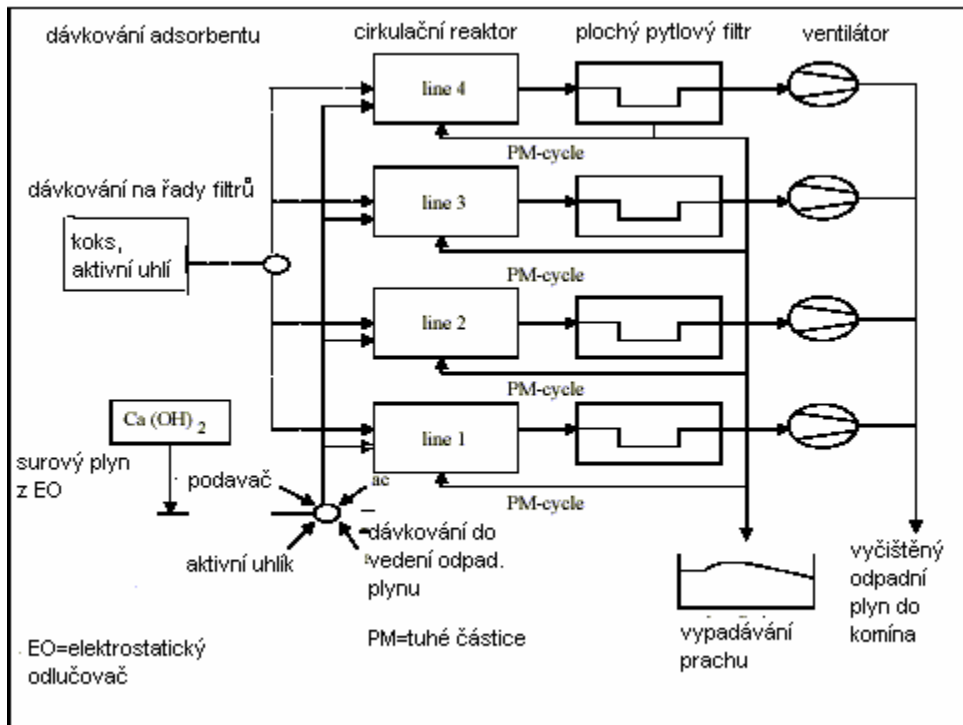 dávkování adsorbentu
cirkulační reaktor
plochý pytlový filtr
ventilátor
line 4
PM-cycle
dávkování na řady filtrů
koks,
aktivní uhlí
line 3
PM-cycle
line 2
PM-cycle
Ca (OH) 2
line 1
PM-cycle
surový plyn
z EO
podavač
ac
aktivní uhlík
dávkování do
vedení odpad.
plynu
vyčištěný
odpadní
plyn do
komína
vypadávání
prachu
EO=elektrostatický
odlučovač
PM=tuhé částice